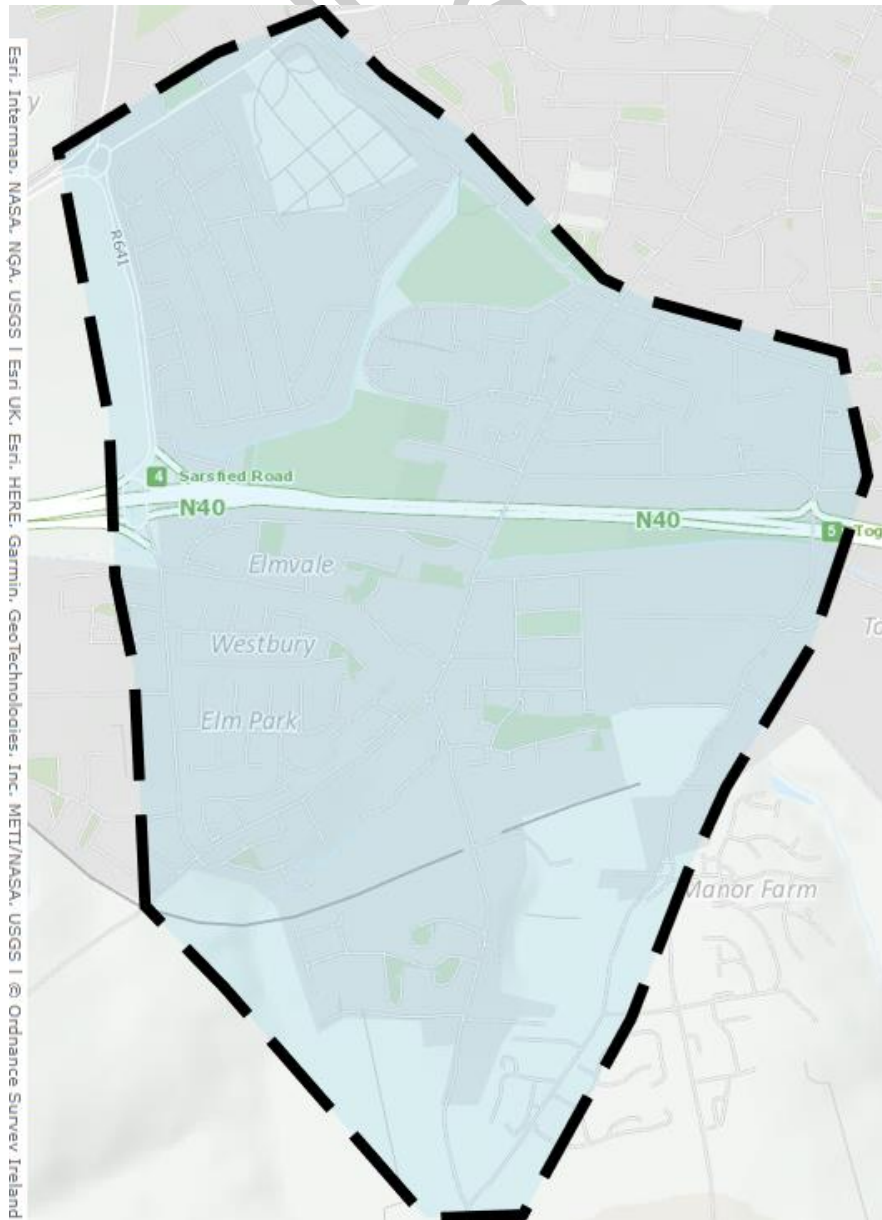 y
R641
4 Sarsfied Road
N40
N40
5 Tog
Elmvale
To
Westbury
Elm Park
Manor Farm
Esri, Intermap, NASA, NGA, USGS | Esri UK, Esri, HERE, Garmin, GeoTechnologies, Inc, METI/NASA, USGS | © Ordnance Survey Ireland